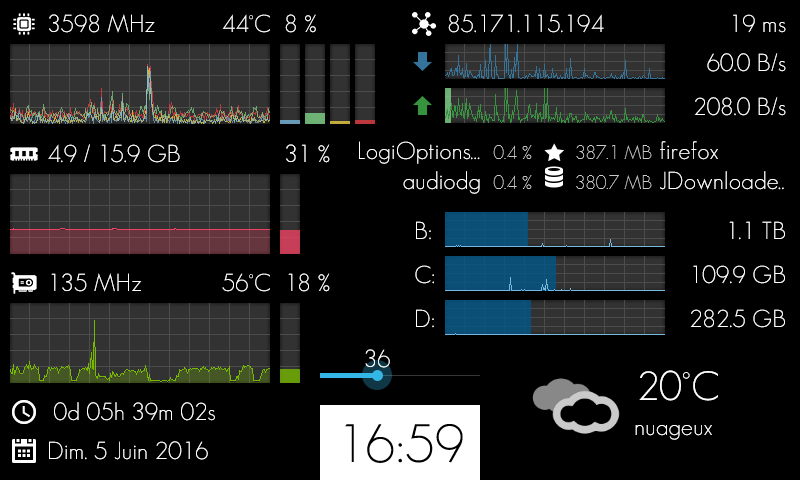 3598 MHz 44°C 8 %
85.171.115.194 19 ms
60.0 B/s
208.0 B/s
4.9 / 15.9 GB 31 %
LogiOptions... 0.4 % 387.1 MB firefox
audiodg 0.4 % 380.7 MB JDownloade..
B: 1.1 TB
C: 109.9 GB
D: 282.5 GB
135 MHz 56°C 18 %
36
20°C
nuageux
0d 05h 39m 02s
Dim. 5 Juin 2016
16:59